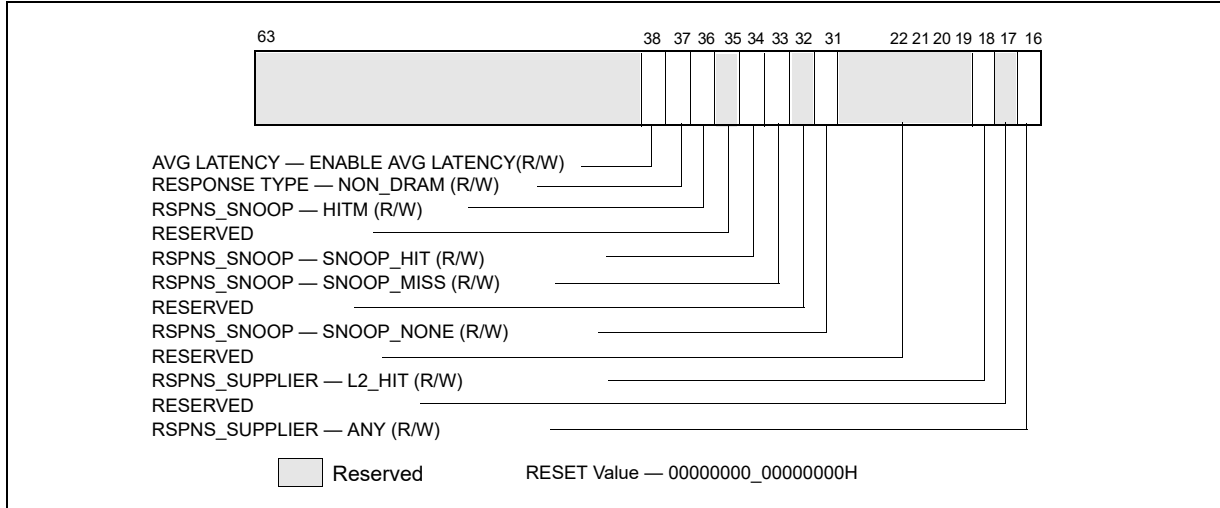 63 38 37 36 35 34 33 32 31 22 21 20 19 18 17 16
AVG LATENCY — ENABLE AVG LATENCY(R/W)
RESPONSE TYPE — NON_DRAM (R/W)
RSPNS_SNOOP — HITM (R/W)
RESERVED
RSPNS_SNOOP — SNOOP_HIT (R/W)
RSPNS_SNOOP — SNOOP_MISS (R/W)
RESERVED
RSPNS_SNOOP — SNOOP_NONE (R/W)
RESERVED
RSPNS_SUPPLIER — L2_HIT (R/W)
RESERVED
RSPNS_SUPPLIER — ANY (R/W)
Reserved RESET Value — 00000000_00000000H